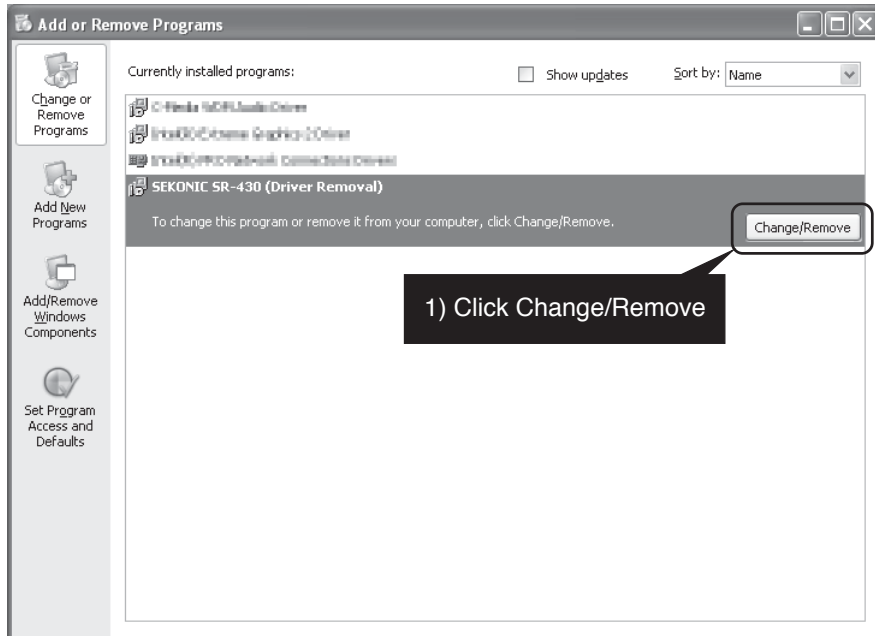 Add or Remove Programs
Change or
Remove
Programs
Currently installed programs:
Show updates
Sort by:
Name
SEKONIC SR-430 (Driver Removal)
To change this program or remove it from your computer, click Change/Remove.
Change/Remove
1) Click Change/Remove
Add New
Programs
Add/Remove
Windows
Components
Set Program
Access and
Defaults